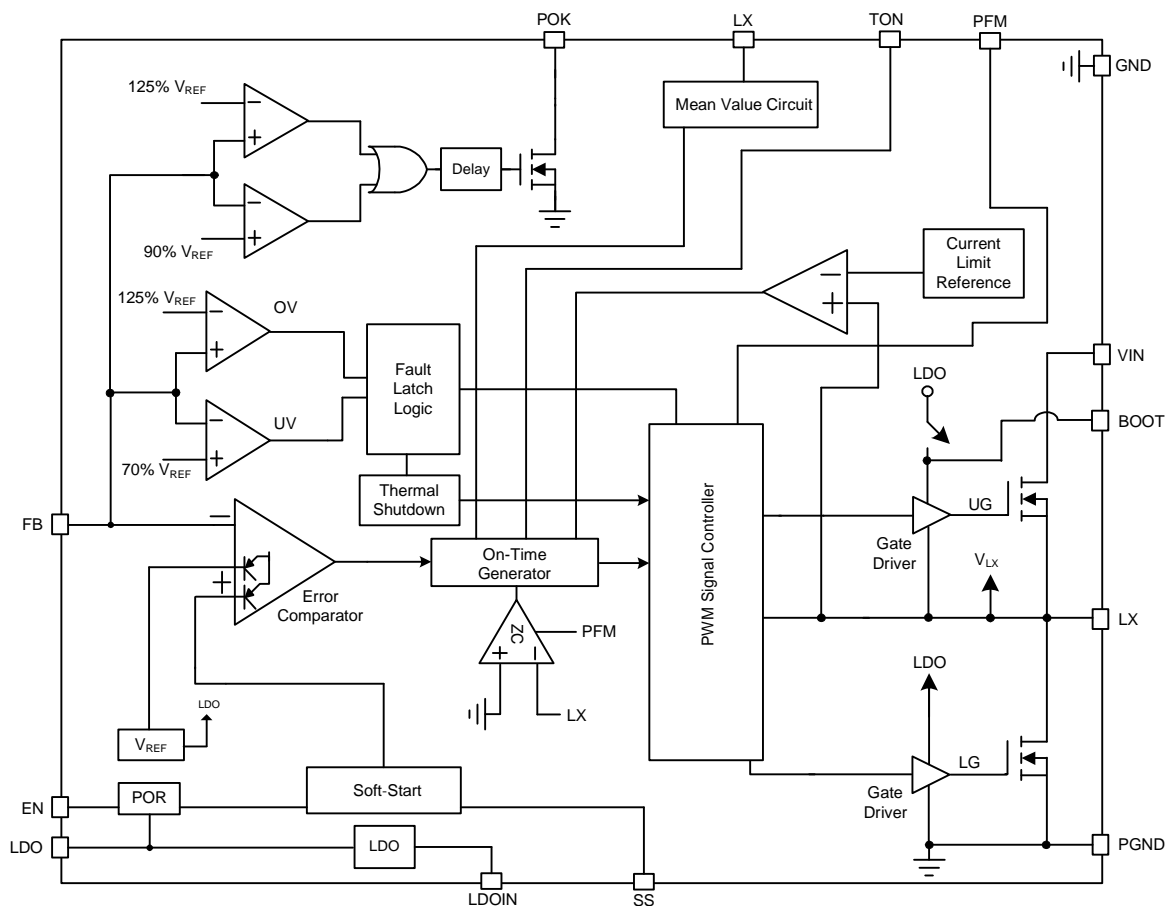 POK
LX
TON
PFM
GND
125% VREF
−
+
Mean Value Circuit
Delay
−
+
90% VREF
Current
Limit
Reference
−
+
125% VREF
OV
−
+
Fault
Latch
Logic
VIN
LDO
BOOT
−
+
UV
70% VREF
Thermal
Shutdown
UG
FB
−
+
Error
Comparator
On-Time
Generator
PWM Signal Controller
Gate
Driver
VLX
ZC
PFM
+
−
LX
LX
LDO
LDO
VREF
Soft-Start
LG
Gate
Driver
EN
POR
LDO
LDO
PGND
LDOIN
SS